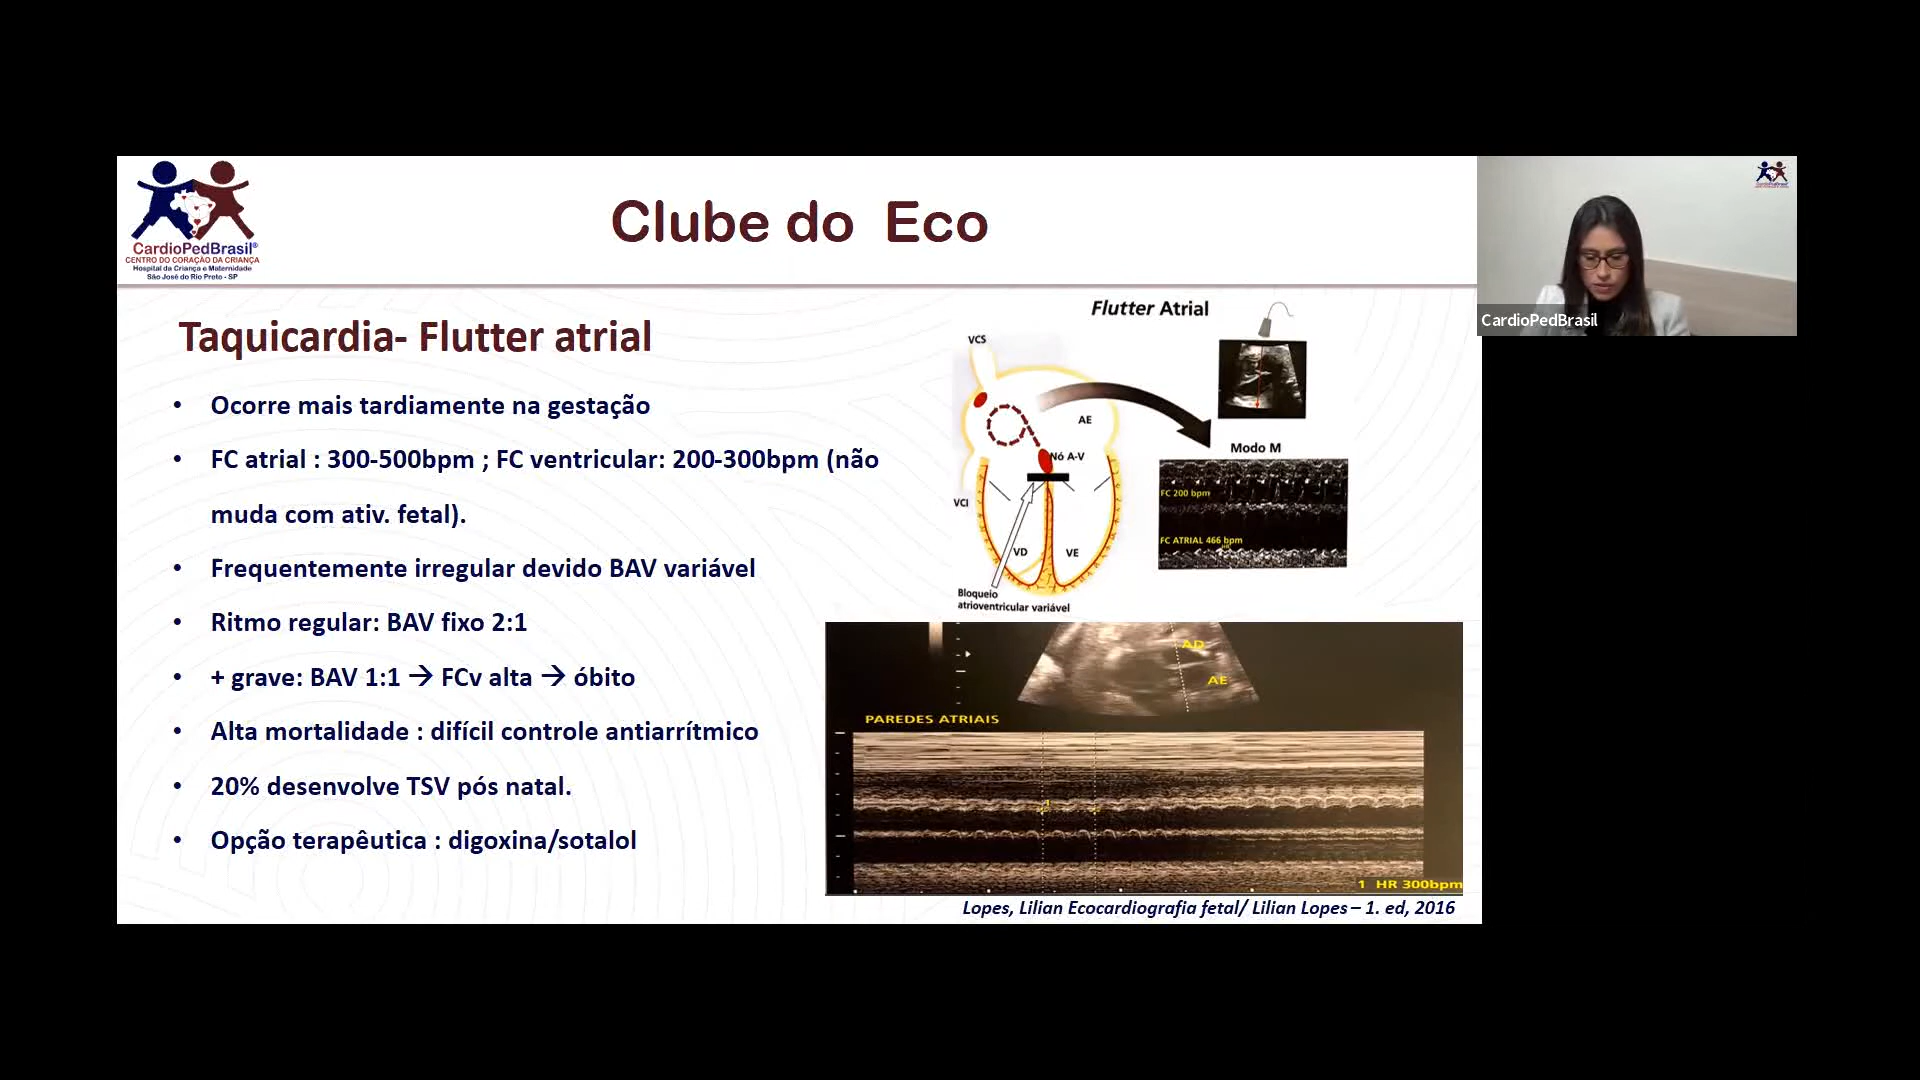 CardioPedBrasil®
CENTRO DO CORAÇÃO DA CRIANÇA
Hospital da Criança e Maternidade
São José do Rio Preto - SP
Clube do Eco
CardioPedBrasil
Taquicardia- Flutter atrial
• Ocorre mais tardiamente na gestação
• FC atrial : 300-500bpm ; FC ventricular: 200-300bpm (não
muda com ativ. fetal).
• Frequentemente irregular devido BAV variável
• Ritmo regular: BAV fixo 2:1
• + grave: BAV 1:1 → FCv alta → óbito
• Alta mortalidade : difícil controle antiarrítmico
• 20% desenvolve TSV pós natal.
• Opção terapêutica : digoxina/sotalol
Flutter Atrial
VCS
AE
Nó A-V
VCI
VD
VE
Bloqueio
atrioventricular variável
Modo M
FC 200 bpm
FC ATRIAL 466 bpm
AD
AE
PAREDES ATRIAIS
1
1 HR 300bpm
Lopes, Lilian Ecocardiografia fetal/ Lilian Lopes – 1. ed, 2016